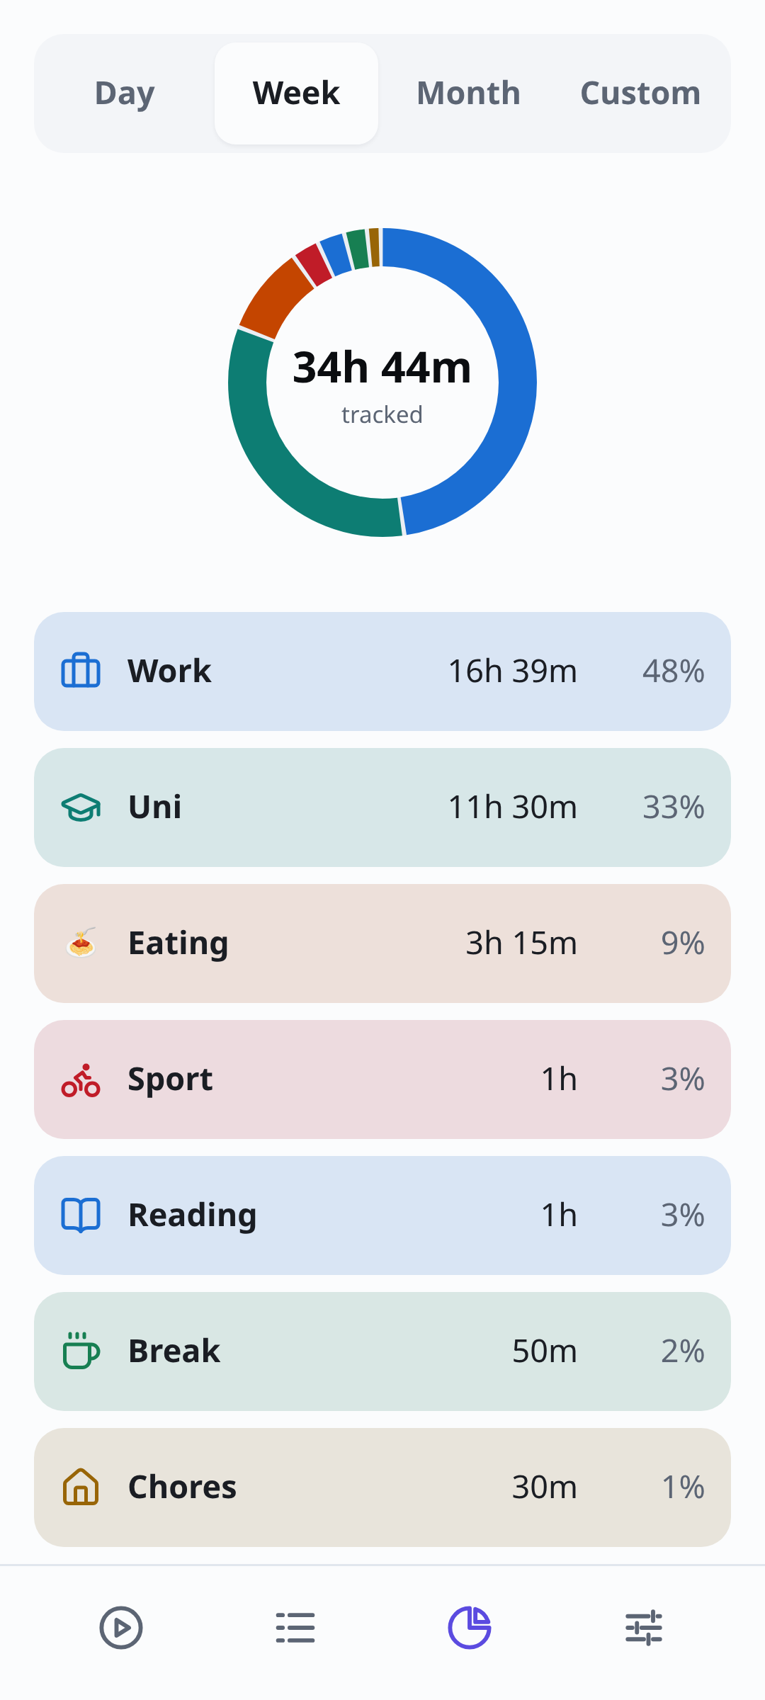 Day Week Month Custom
34h 44m
tracked
Work 16h 39m 48%
Uni 11h 30m 33%
Eating 3h 15m 9%
Sport 1h 3%
Reading 1h 3%
Break 50m 2%
Chores 30m 1%